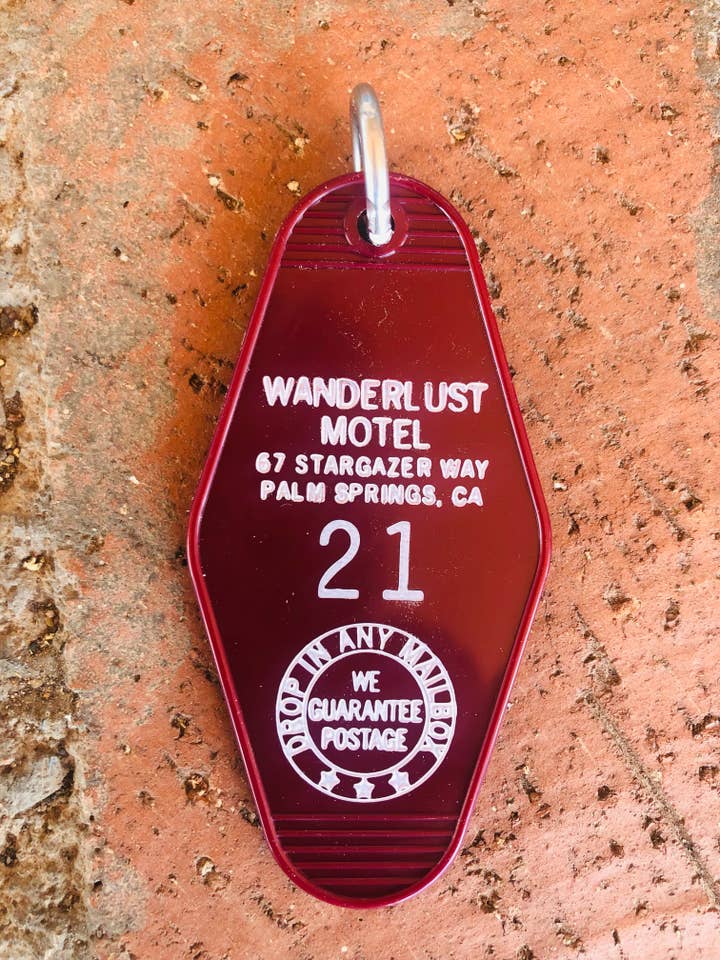 WANDERLUST
MOTEL
67 STARGAZER WAY
PALM SPRINGS, CA
21
DROP IN ANY MAILBOX
WE
GUARANTEE
POSTAGE